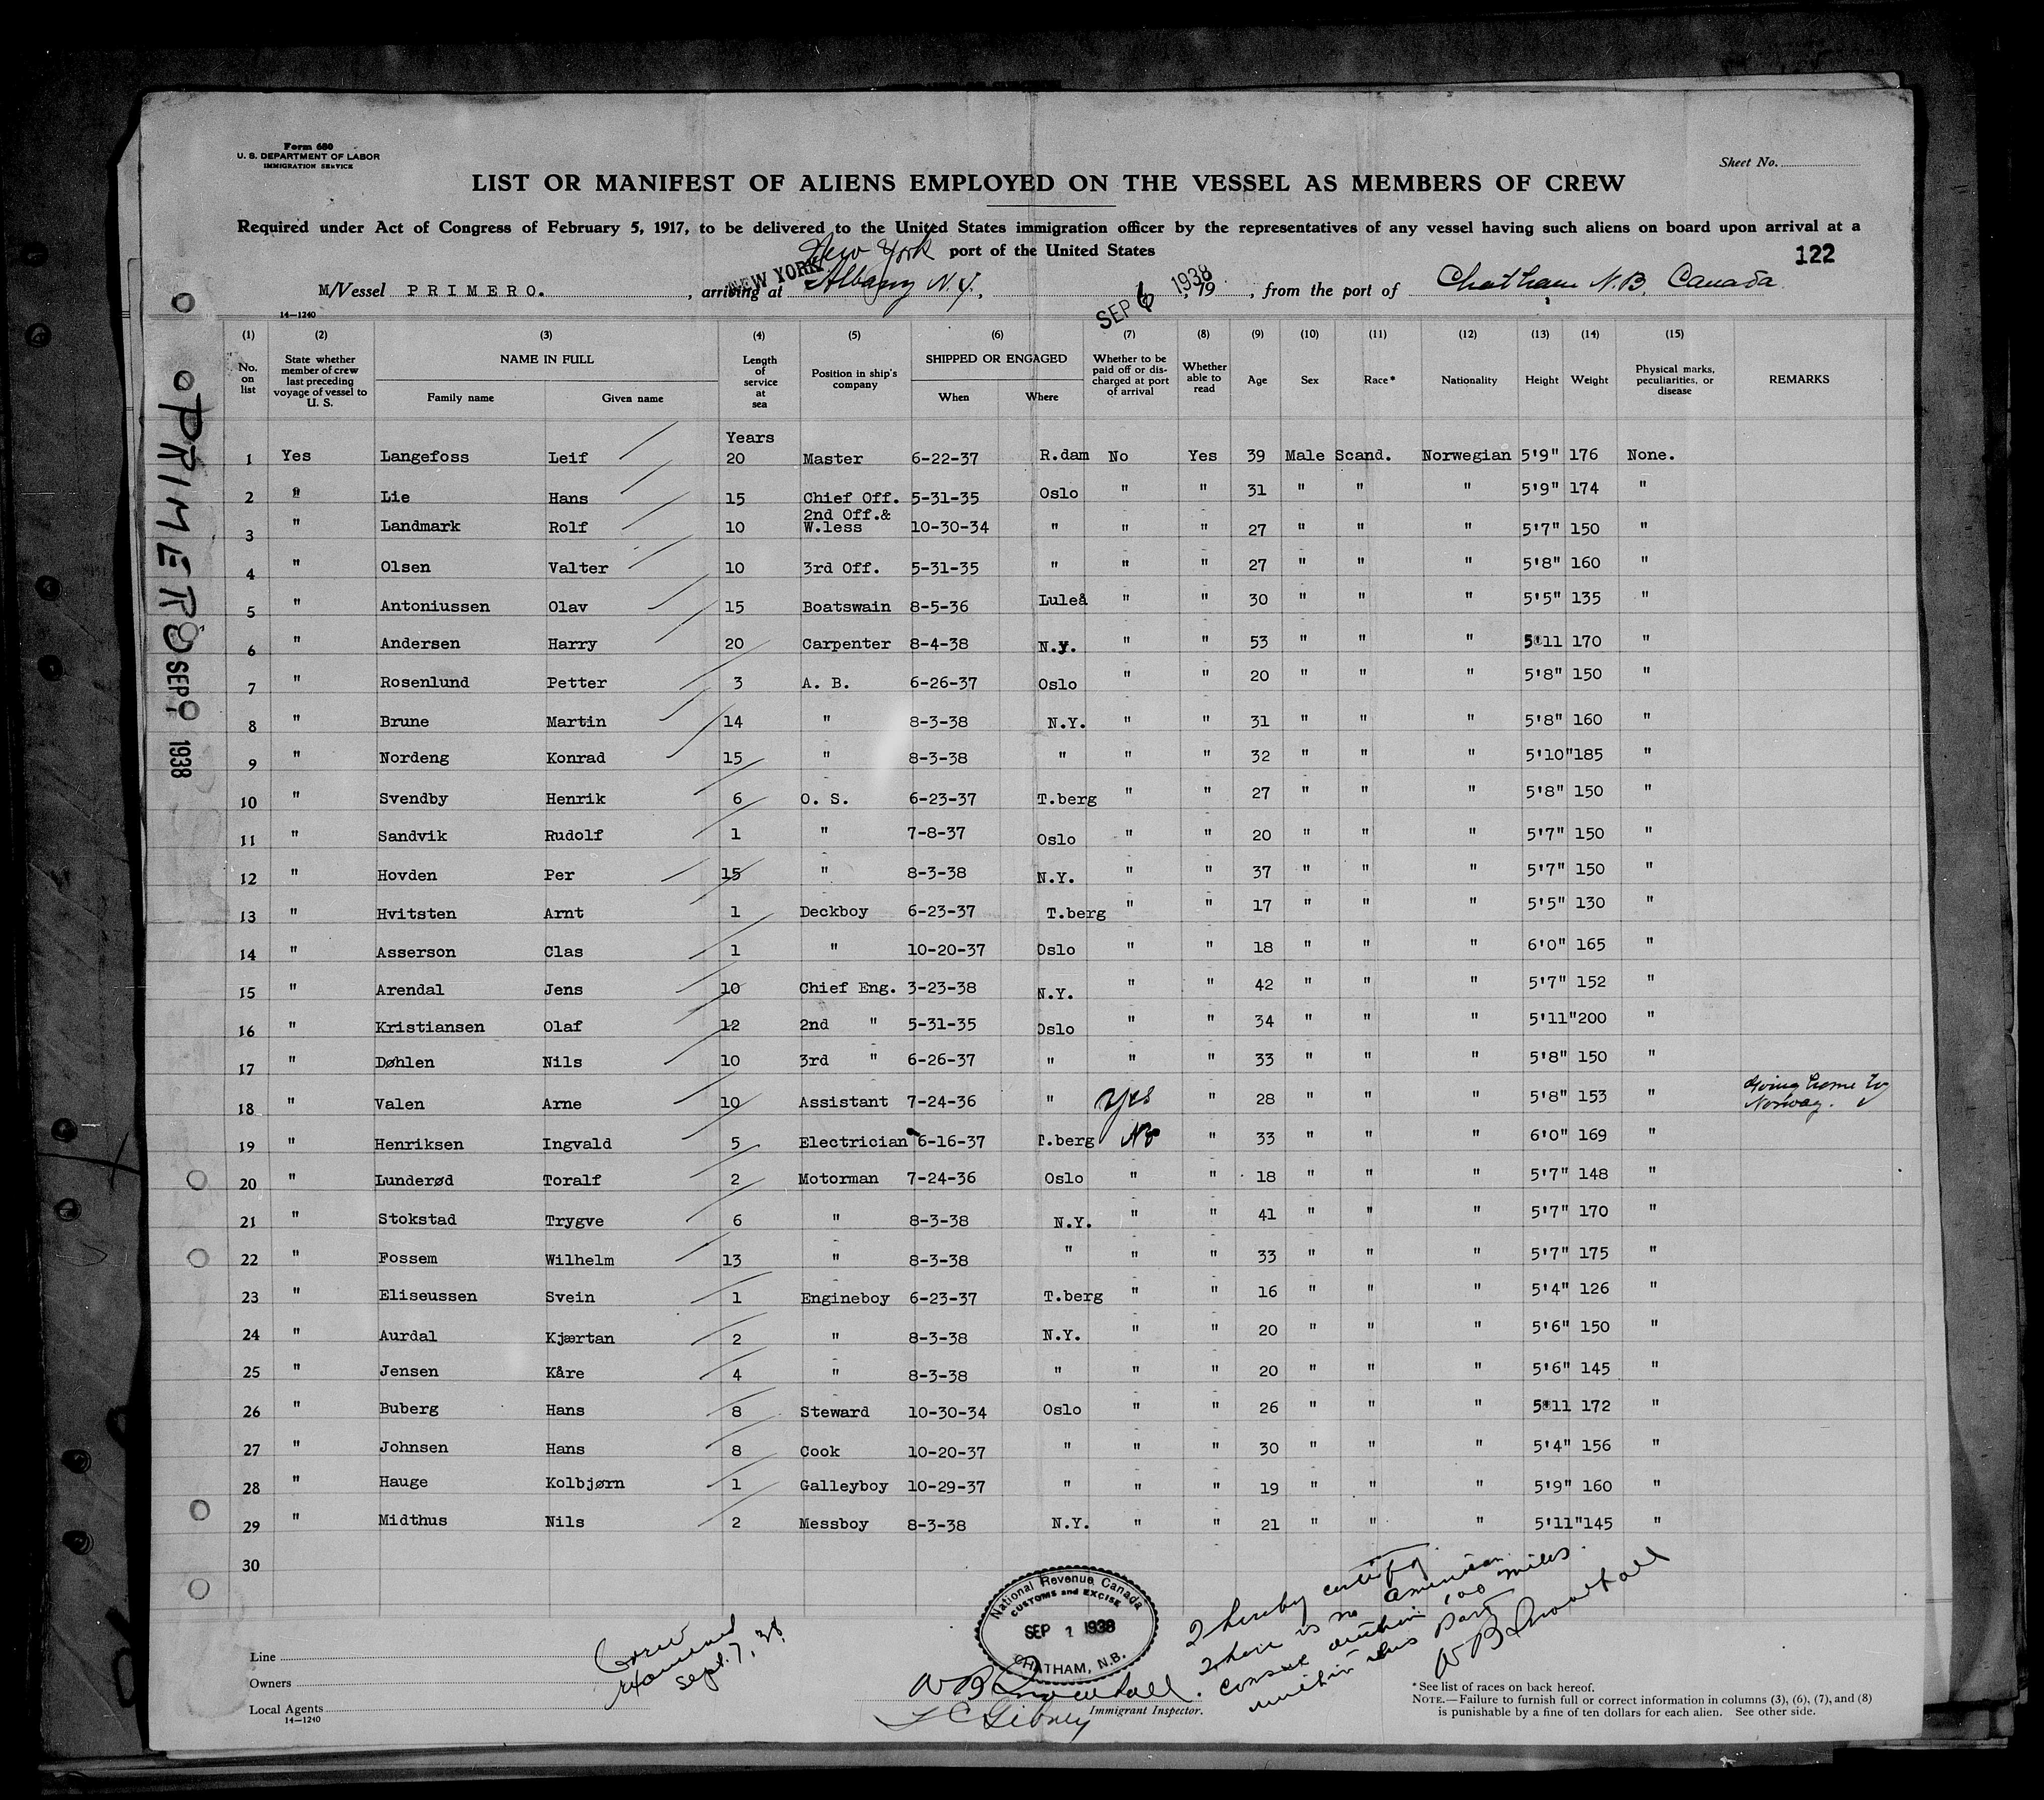 Form 680
U. S. DEPARTMENT OF LABOR
IMMIGRATION SERVICE
Sheet No.
LIST OR MANIFEST OF ALIENS EMPLOYED ON THE VESSEL AS MEMBERS OF CREW
Required under Act of Congress of February 5, 1917, to be delivered to the United States immigration officer by the representatives of any vessel having such aliens on board upon arrival at a
port of the United States
New York
122
M/Vessel PRIMERO. , arriving at NEW YORK Albany N.Y. , SEP 6 1938 , 19 , from the port of Chatham N.B. Canada
14—1240
(1) (2) (3) (4) (5) (6) (7) (8) (9) (10) (11) (12) (13) (14) (15)
No. on list
State whether member of crew last preceding voyage of vessel to U. S.
NAME IN FULL
Family name Given name
Length of service at sea
Position in ship's company
SHIPPED OR ENGAGED
When Where
Whether to be paid off or discharged at port of arrival
Whether able to read
Age Sex Race* Nationality Height Weight
Physical marks, peculiarities, or disease
REMARKS
Years
1 Yes Langefoss Leif 20 Master 6-22-37 R.dam No Yes 39 Male Scand. Norwegian 5'9" 176 None.
2 " Lie Hans 15 Chief Off. 5-31-35 Oslo " " 31 " " " 5'9" 174 "
3 " Landmark Rolf 10 2nd Off.& W.less 10-30-34 " " " 27 " " " 5'7" 150 "
4 " Olsen Valter 10 3rd Off. 5-31-35 " " " 27 " " " 5'8" 160 "
5 " Antoniussen Olav 15 Boatswain 8-5-36 Luleå " " 30 " " " 5'5" 135 "
6 " Andersen Harry 20 Carpenter 8-4-38 N.Y. " " 53 " " " 5'11 170 "
7 " Rosenlund Petter 3 A. B. 6-26-37 Oslo " " 20 " " " 5'8" 150 "
8 " Brune Martin 14 " 8-3-38 N.Y. " " 31 " " " 5'8" 160 "
9 " Nordeng Konrad 15 " 8-3-38 " " " 32 " " " 5'10" 185 "
10 " Svendby Henrik 6 O. S. 6-23-37 T.berg " " 27 " " " 5'8" 150 "
11 " Sandvik Rudolf 1 " 7-8-37 Oslo " " 20 " " " 5'7" 150 "
12 " Hovden Per 15 " 8-3-38 N.Y. " " 37 " " " 5'7" 150 "
13 " Hvitsten Arnt 1 Deckboy 6-23-37 T.berg " " 17 " " " 5'5" 130 "
14 " Asserson Clas 1 " 10-20-37 Oslo " " 18 " " " 6'0" 165 "
15 " Arendal Jens 10 Chief Eng. 3-23-38 N.Y. " " 42 " " " 5'7" 152 "
16 " Kristiansen Olaf 12 2nd " 5-31-35 Oslo " " 34 " " " 5'11" 200 "
17 " Døhlen Nils 10 3rd " 6-26-37 " " " 33 " " " 5'8" 150 "
18 " Valen Arne 10 Assistant 7-24-36 " Yes " 28 " " " 5'8" 153 " Going home to Norway.
19 " Henriksen Ingvald 5 Electrician 6-16-37 T.berg No " 33 " " " 6'0" 169 "
20 " Lunderød Toralf 2 Motorman 7-24-36 Oslo " " 18 " " " 5'7" 148 "
21 " Stokstad Trygve 6 " 8-3-38 N.Y. " " 41 " " " 5'7" 170 "
22 " Fossem Wilhelm 13 " 8-3-38 " " " 33 " " " 5'7" 175 "
23 " Eliseussen Svein 1 Engineboy 6-23-37 T.berg " " 16 " " " 5'4" 126 "
24 " Aurdal Kjærtan 2 " 8-3-38 N.Y. " " 20 " " " 5'6" 150 "
25 " Jensen Kåre 4 " 8-3-38 " " " 20 " " " 5'6" 145 "
26 " Buberg Hans 8 Steward 10-30-34 Oslo " " 26 " " " 5'11 172 "
27 " Johnsen Hans 8 Cook 10-20-37 " " " 30 " " " 5'4" 156 "
28 " Hauge Kolbjørn 1 Galleyboy 10-29-37 " " " 19 " " " 5'9" 160 "
29 " Midthus Nils 2 Messboy 8-3-38 N.Y. " " 21 " " " 5'11" 145 "
30
PRIMERO
SEP 1938
National Revenue Canada
CUSTOMS and EXCISE
SEP 1 1938
CHATHAM, N.B.
I hereby certify
there is no American
consul within 100 miles
within this Port
W B Snowball
Crew
examined
Sept. 7, 38
Line
Owners
Local Agents
14—1240
W B Snowball.
Immigrant Inspector.
*See list of races on back hereof.
NOTE.—Failure to furnish full or correct information in columns (3), (6), (7), and (8)
is punishable by a fine of ten dollars for each alien. See other side.